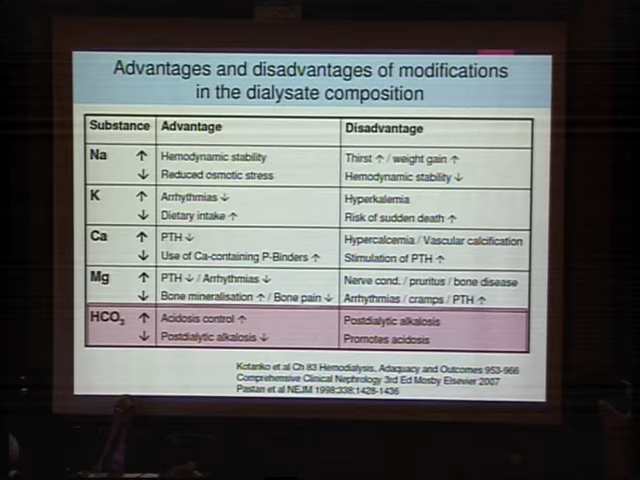 Advantages and disadvantages of modifications
in the dialysate composition
Substance Advantage Disadvantage
Na ↑ Hemodynamic stability Thirst ↑ / weight gain ↑
↓ Reduced osmotic stress Hemodynamic stability ↓
K ↑ Arrhythmias ↓ Hyperkalemia
↓ Dietary intake ↑ Risk of sudden death ↑
Ca ↑ PTH ↓ Hypercalcemia / Vascular calcification
↓ Use of Ca-containing P-Binders ↑ Stimulation of PTH ↑
Mg ↑ PTH ↓ / Arrhythmias ↓ Nerve cond. / pruritus / bone disease
↓ Bone mineralisation ↑ / Bone pain ↓ Arrhythmias / cramps / PTH ↑
HCO3 ↑ Acidosis control ↑ Postdialytic alkalosis
↓ Postdialytic alkalosis ↓ Promotes acidosis
Kotanko et al Ch 83 Hemodialysis. Adaquacy and Outcomes 953-966
Comprehensive Clinical Nephrology 3rd Ed Mosby Elsevier 2007
Pastan et al NEJM 1998;338:1428-1436